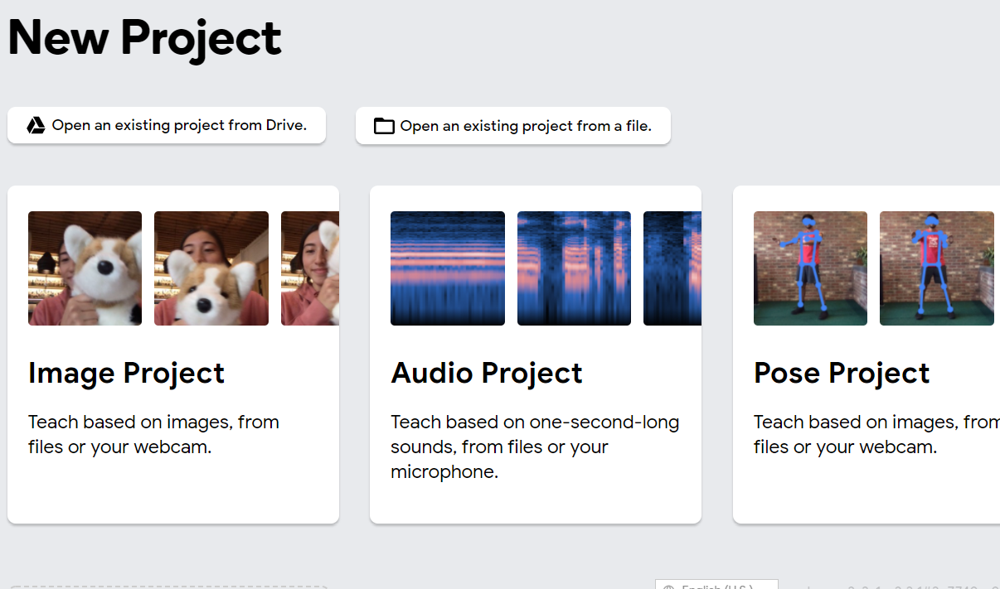 New Project
Open an existing project from Drive.
Open an existing project from a file.
Image Project
Teach based on images, from
files or your webcam.
Audio Project
Teach based on one-second-long
sounds, from files or your
microphone.
Pose Project
Teach based on images, from
files or your webcam.
English (U.S.)